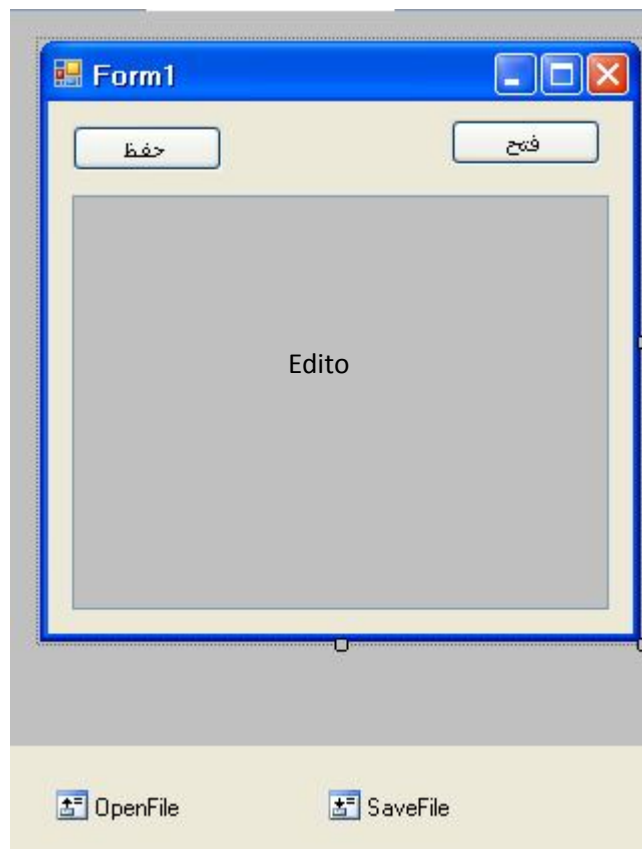 Form1
فتح
حفظ
Edito
OpenFile
SaveFile